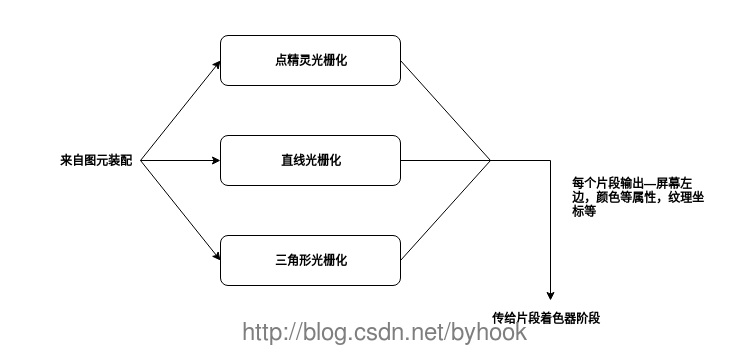 点精灵光栅化
来自图元装配
直线光栅化
每个片段输出—屏幕左
边，颜色等属性，纹理坐
标等
三角形光栅化
传给片段着色器阶段
http://blog.csdn.net/byhook